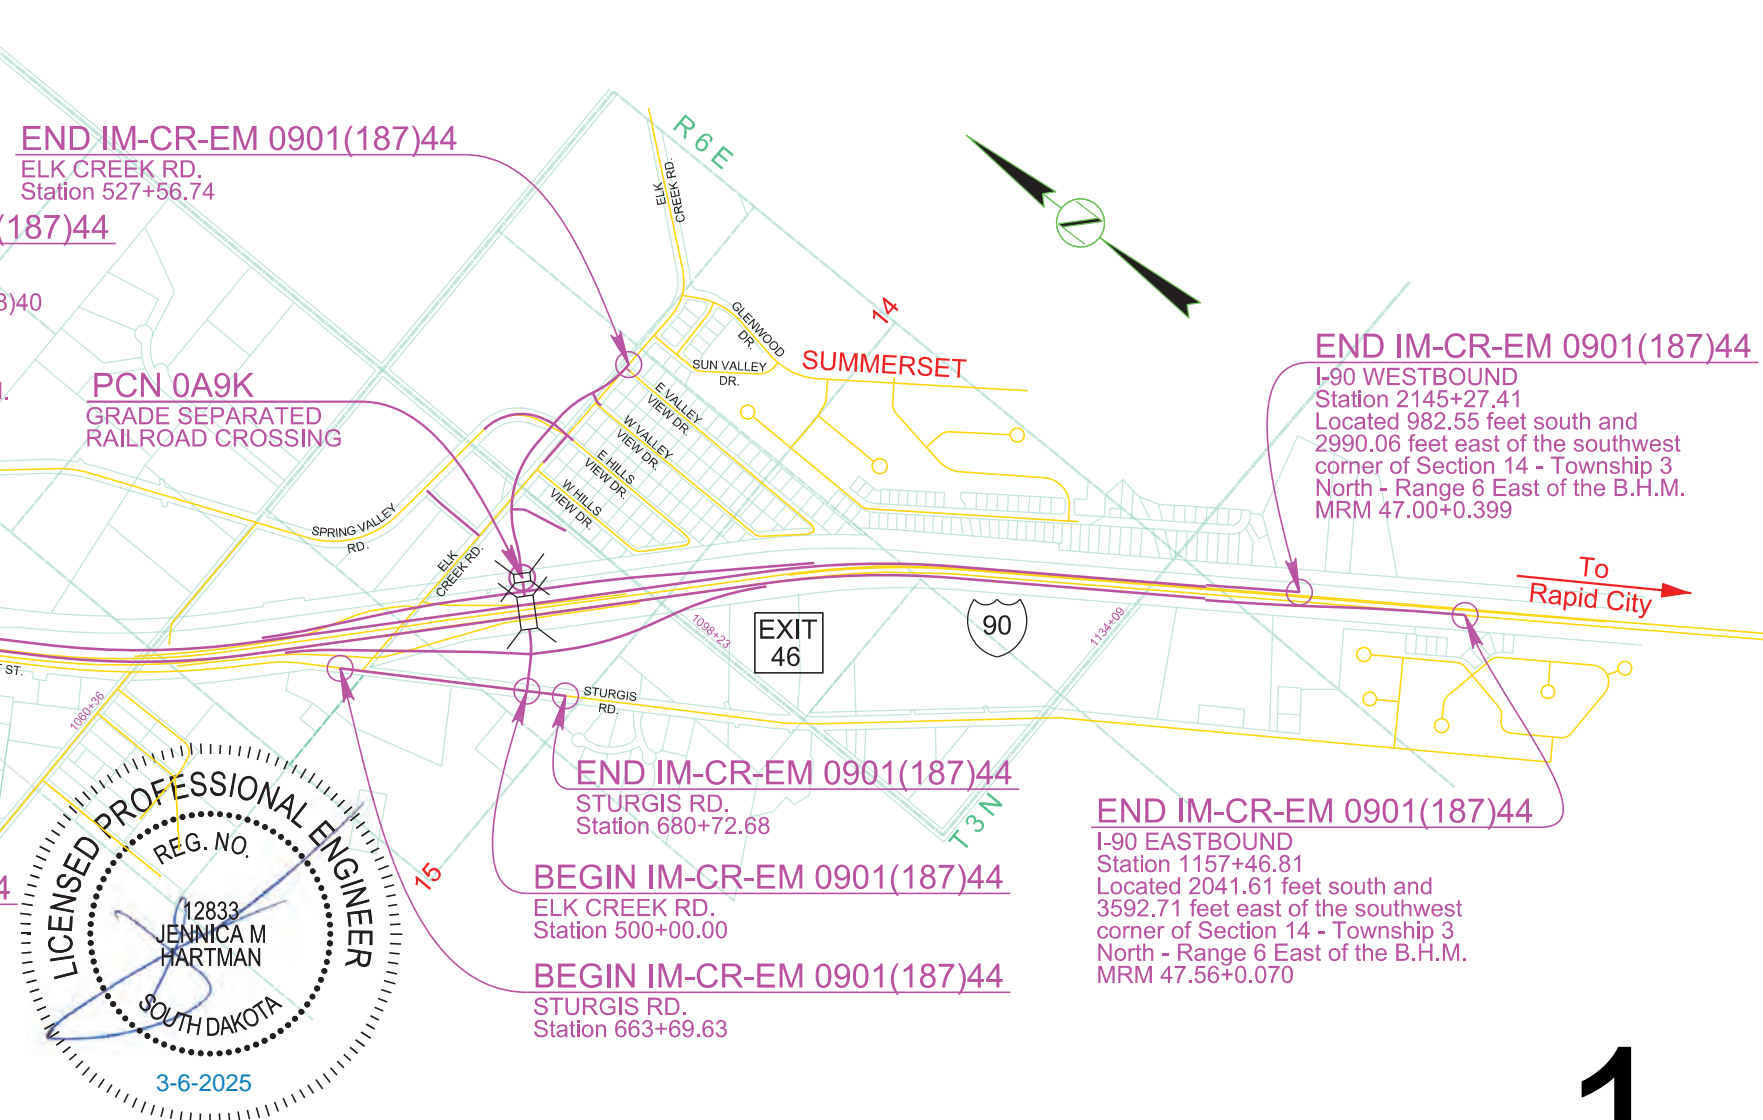 END IM-CR-EM 0901(187)44
ELK CREEK RD.
Station 527+56.74
(187)44
)40
PCN 0A9K
GRADE SEPARATED
RAILROAD CROSSING
R 6 E
ELK
CREEK RD.
GLENWOOD
DR.
SUN VALLEY
DR.
14
SUMMERSET
E VALLEY
VIEW DR.
W VALLEY
VIEW DR.
E HILLS
VIEW DR.
W HILLS
VIEW DR.
SPRING VALLEY
RD.
ELK
CREEK RD.
END IM-CR-EM 0901(187)44
I-90 WESTBOUND
Station 2145+27.41
Located 982.55 feet south and
2990.06 feet east of the southwest
corner of Section 14 - Township 3
North - Range 6 East of the B.H.M.
MRM 47.00+0.399
To
Rapid City
1098+23
EXIT
46
90
1134+09
ST.
1060+36
STURGIS
RD.
END IM-CR-EM 0901(187)44
STURGIS RD.
Station 680+72.68
T 3 N
15
BEGIN IM-CR-EM 0901(187)44
ELK CREEK RD.
Station 500+00.00
BEGIN IM-CR-EM 0901(187)44
STURGIS RD.
Station 663+69.63
END IM-CR-EM 0901(187)44
I-90 EASTBOUND
Station 1157+46.81
Located 2041.61 feet south and
3592.71 feet east of the southwest
corner of Section 14 - Township 3
North - Range 6 East of the B.H.M.
MRM 47.56+0.070
4
LICENSED PROFESSIONAL ENGINEER
REG. NO.
12833
JENNICA M
HARTMAN
SOUTH DAKOTA
3-6-2025
1